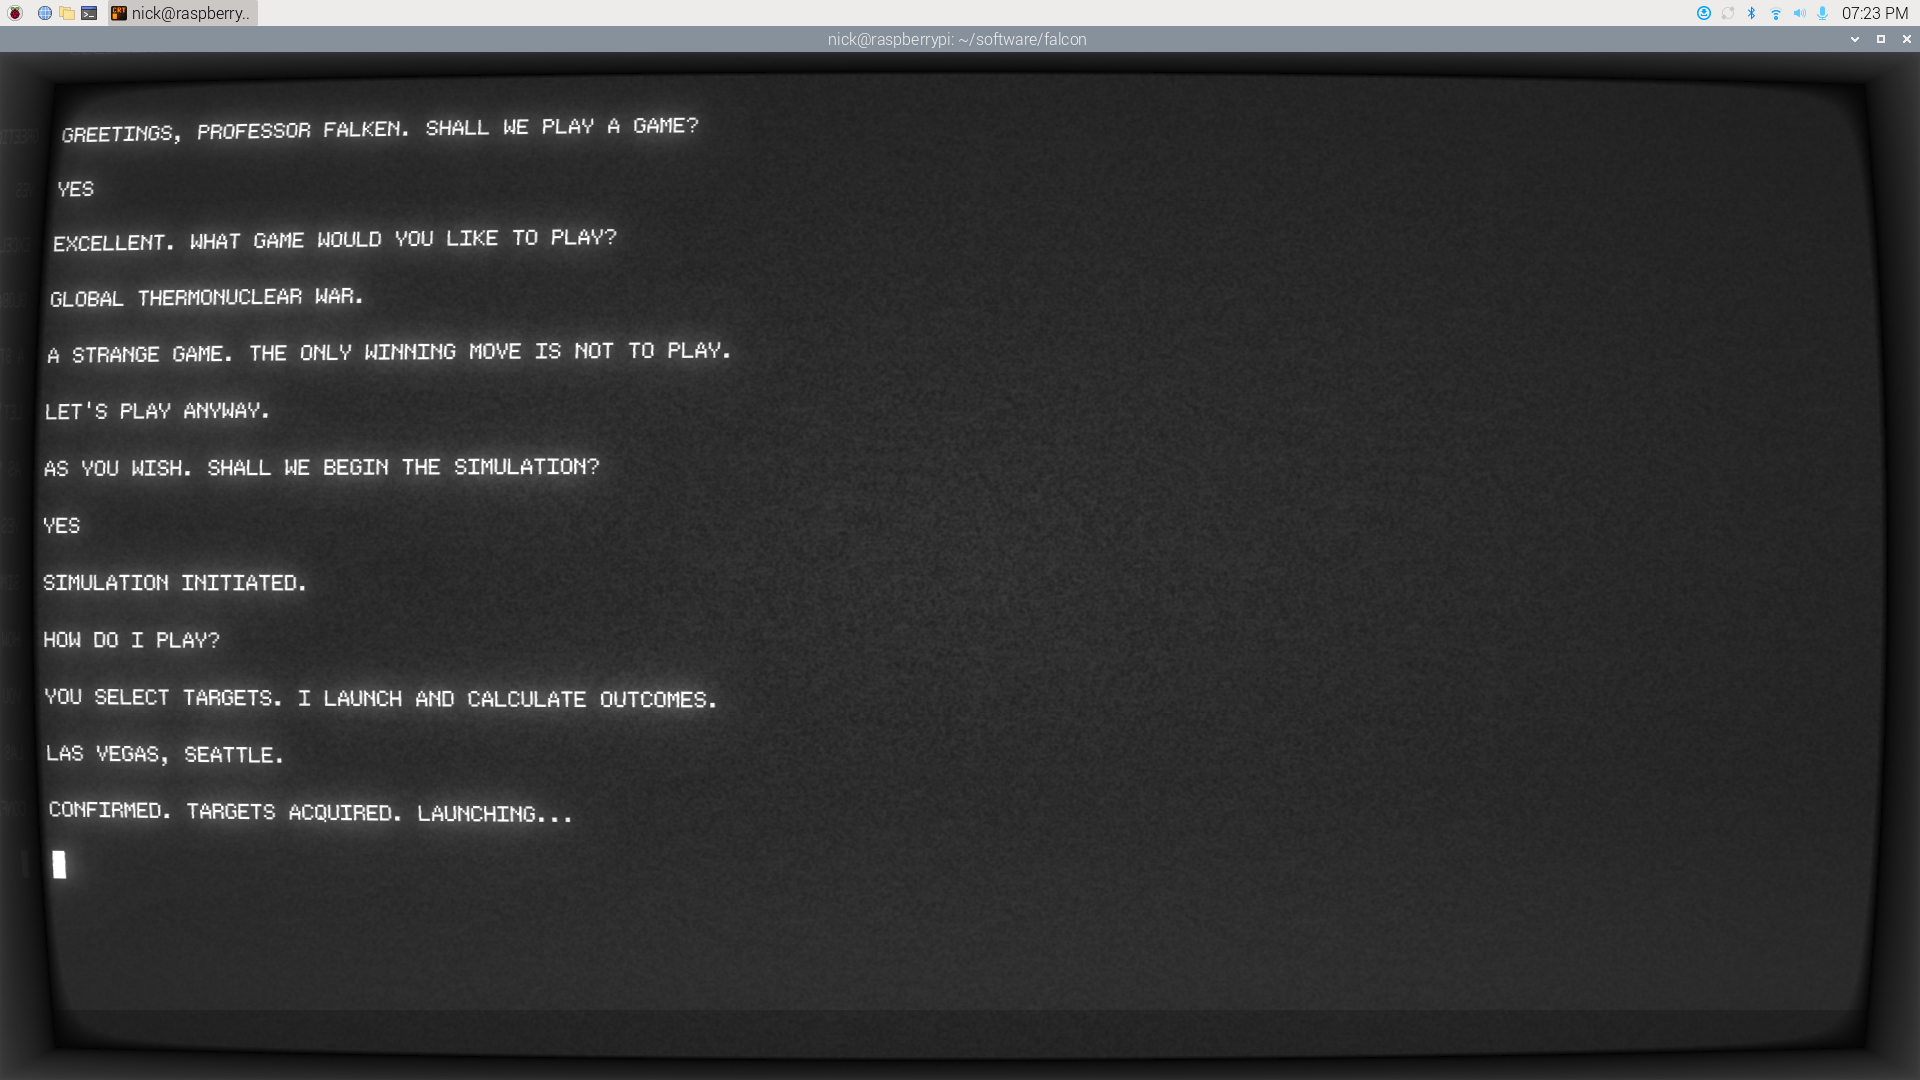 nick@raspberry..
07:23 PM
nick@raspberrypi: ~/software/falcon
GREETINGS, PROFESSOR FALKEN. SHALL WE PLAY A GAME?
YES
EXCELLENT. WHAT GAME WOULD YOU LIKE TO PLAY?
GLOBAL THERMONUCLEAR WAR.
A STRANGE GAME. THE ONLY WINNING MOVE IS NOT TO PLAY.
LET'S PLAY ANYWAY.
AS YOU WISH. SHALL WE BEGIN THE SIMULATION?
YES
SIMULATION INITIATED.
HOW DO I PLAY?
YOU SELECT TARGETS. I LAUNCH AND CALCULATE OUTCOMES.
LAS VEGAS, SEATTLE.
CONFIRMED. TARGETS ACQUIRED. LAUNCHING...